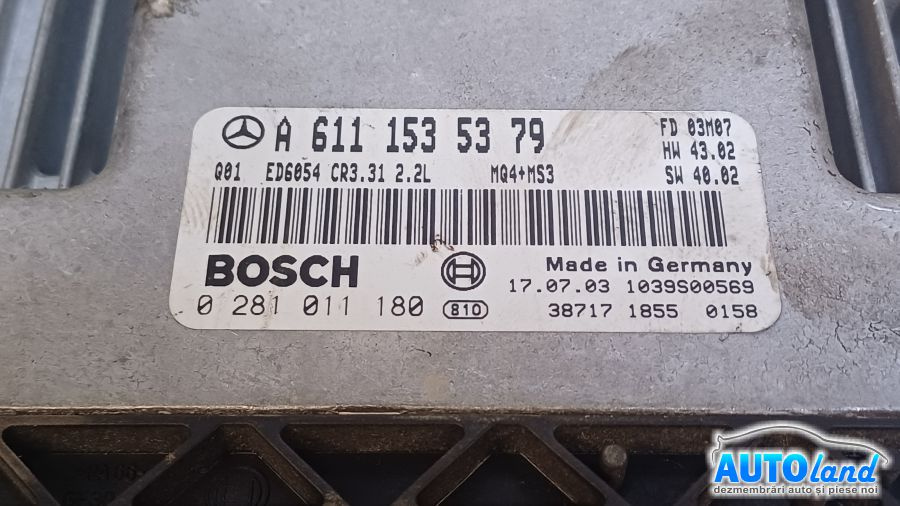 A 611 153 53 79
FD 03M07
HW 43.02
Q01 ED6054 CR3.31 2.2L MQ4+MS3 SW 40.02
BOSCH
Made in Germany
17.07.03 1039S00569
0 281 011 180 810 38717 1855 0158
AUTOland
dezmembrări auto și piese noi